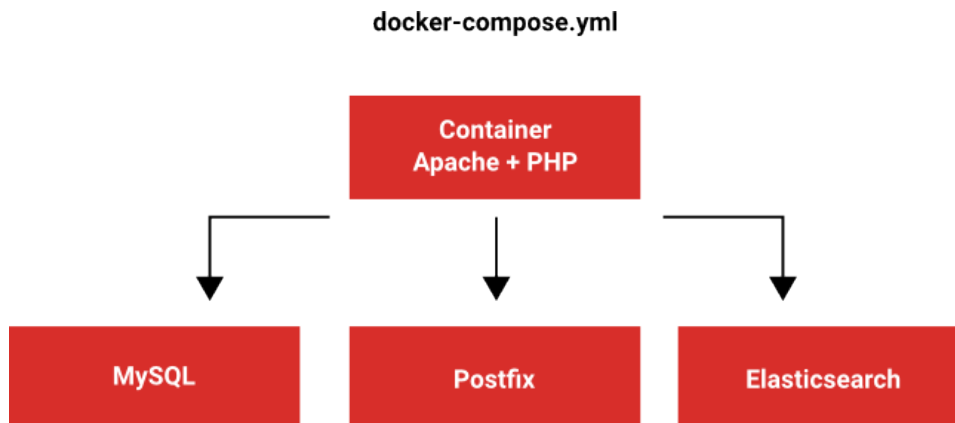 docker-compose.yml
Container
Apache + PHP
MySQL
Postfix
Elasticsearch